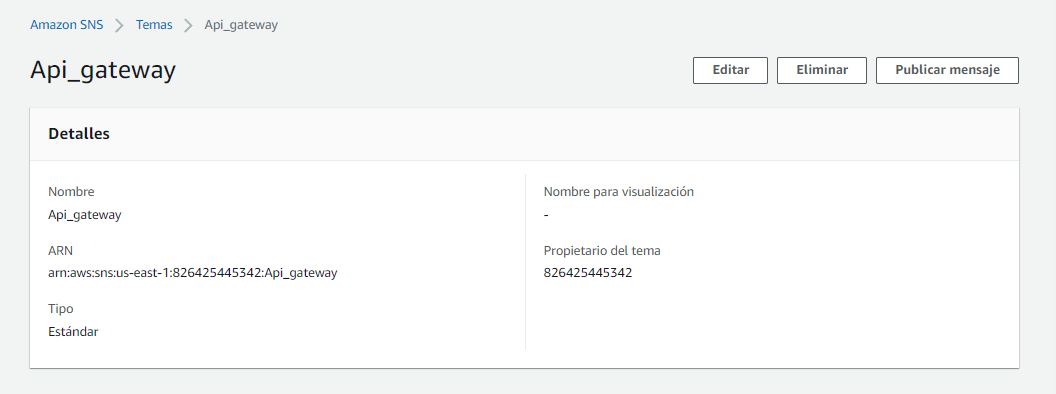 Amazon SNS > Temas > Api_gateway
Api_gateway
Editar
Eliminar
Publicar mensaje
Detalles
Nombre
Api_gateway
ARN
arn:aws:sns:us-east-1:826425445342:Api_gateway
Tipo
Estándar
Nombre para visualización
-
Propietario del tema
826425445342